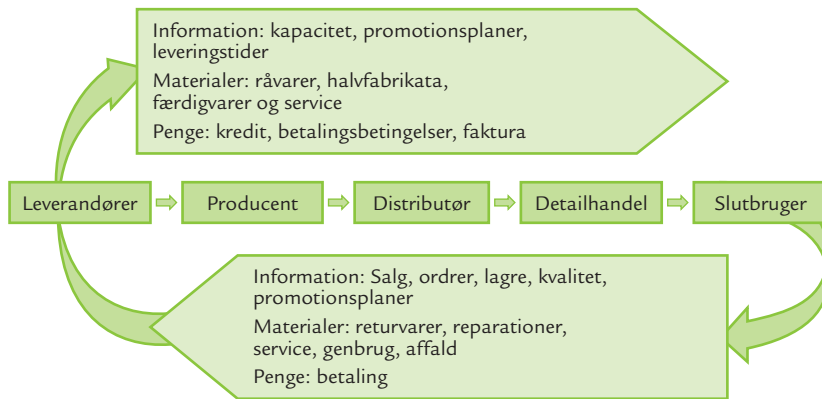 Information: kapacitet, promotionsplaner,
leveringstider
Materialer: råvarer, halvfabrikata,
færdigvarer og service
Penge: kredit, betalingsbetingelser, faktura
Leverandører
Producent
Distributør
Detailhandel
Slutbruger
Information: Salg, ordrer, lagre, kvalitet,
promotionsplaner
Materialer: returvarer, reparationer,
service, genbrug, affald
Penge: betaling